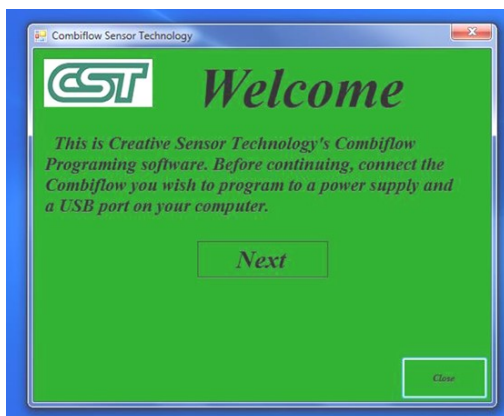 Combiflow Sensor Technology
CST
Welcome
This is Creative Sensor Technology's Combiflow
Programing software. Before continuing, connect the
Combiflow you wish to program to a power supply and
a USB port on your computer.
Next
Close